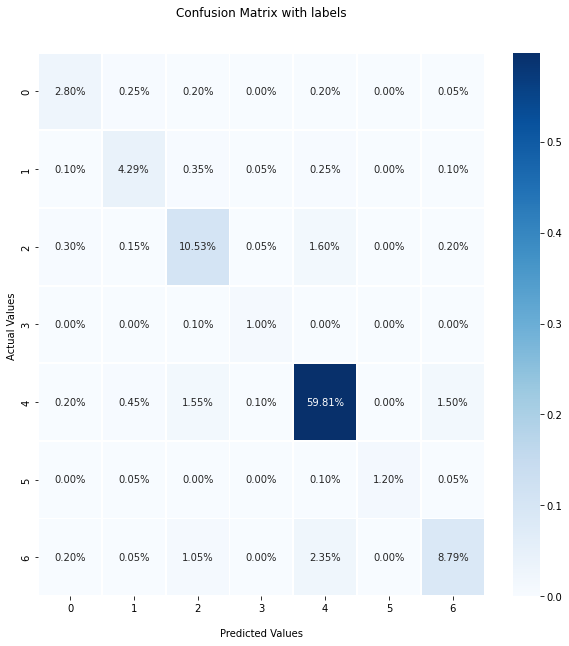 Confusion Matrix with labels
0 2.80% 0.25% 0.20% 0.00% 0.20% 0.00% 0.05%
1 0.10% 4.29% 0.35% 0.05% 0.25% 0.00% 0.10%
2 0.30% 0.15% 10.53% 0.05% 1.60% 0.00% 0.20%
3 0.00% 0.00% 0.10% 1.00% 0.00% 0.00% 0.00%
4 0.20% 0.45% 1.55% 0.10% 59.81% 0.00% 1.50%
5 0.00% 0.05% 0.00% 0.00% 0.10% 1.20% 0.05%
6 0.20% 0.05% 1.05% 0.00% 2.35% 0.00% 8.79%
0 1 2 3 4 5 6
Predicted Values
Actual Values
0.5
0.4
0.3
0.2
0.1
0.0